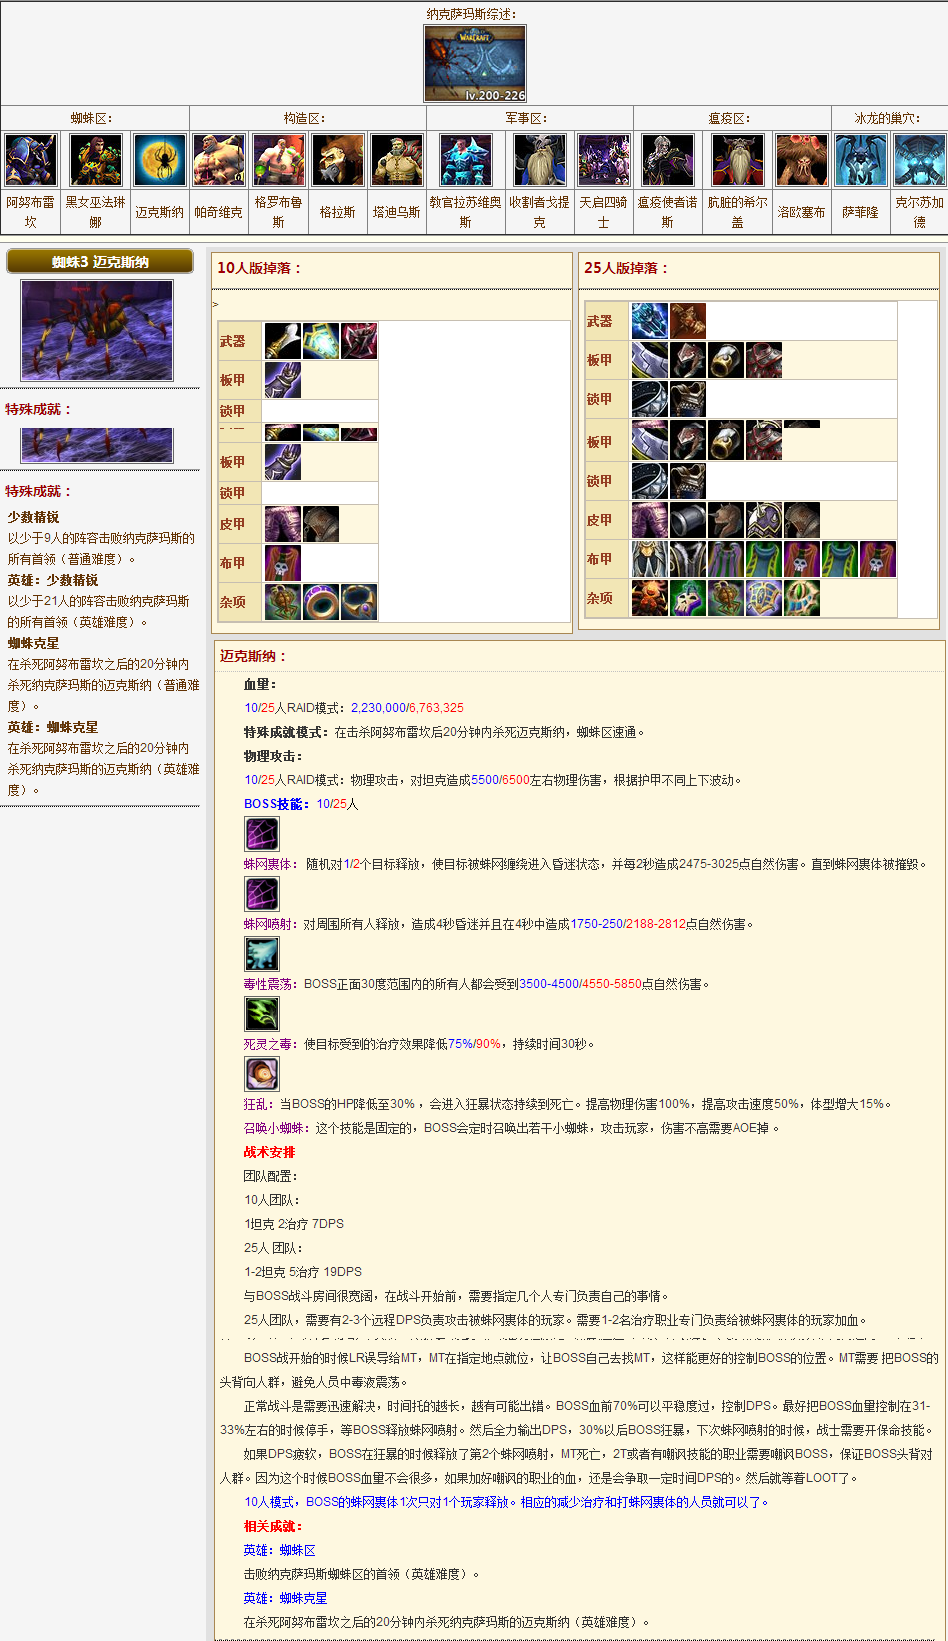 纳克萨玛斯综述：
lv.200-226
蜘蛛区： 构造区： 军事区： 瘟疫区： 冰龙的巢穴：
阿努布雷坎 黑女巫法琳娜 迈克斯纳 帕奇维克 格罗布鲁斯 格拉斯 塔迪乌斯 教官拉苏维奥斯 收割者戈提克 天启四骑士 瘟疫使者诺斯 肮脏的希尔盖 洛欧塞布 萨菲隆 克尔苏加德
蜘蛛3 迈克斯纳
特殊成就：
特殊成就：
少数精锐
以少于9人的阵容击败纳克萨玛斯的
所有首领（普通难度）。
英雄：少数精锐
以少于21人的阵容击败纳克萨玛斯
的所有首领（英雄难度）。
蜘蛛克星
在杀死阿努布雷坎之后的20分钟内
杀死纳克萨玛斯的迈克斯纳（普通难
度）。
英雄：蜘蛛克星
在杀死阿努布雷坎之后的20分钟内
杀死纳克萨玛斯的迈克斯纳（英雄难
度）。
10人版掉落：
>
武器
板甲
锁甲
板甲
锁甲
皮甲
布甲
杂项
25人版掉落：
武器
板甲
锁甲
板甲
锁甲
皮甲
布甲
杂项
迈克斯纳：
血量：
10/25人RAID模式：2,230,000/6,763,325
特殊成就模式：在击杀阿努布雷坎后20分钟内杀死迈克斯纳，蜘蛛区速通。
物理攻击：
10/25人RAID模式：物理攻击，对坦克造成5500/6500左右物理伤害，根据护甲不同上下波动。
BOSS技能：10/25人
蛛网裹体： 随机对1/2个目标释放，使目标被蛛网缠绕进入昏迷状态，并每2秒造成2475-3025点自然伤害。直到蛛网裹体被摧毁。
蛛网喷射：对周围所有人释放，造成4秒昏迷并且在4秒中造成1750-250/2188-2812点自然伤害。
毒性震荡：BOSS正面30度范围内的所有人都会受到3500-4500/4550-5850点自然伤害。
死灵之毒：使目标受到的治疗效果降低75%/90%，持续时间30秒。
狂乱：当BOSS的HP降低至30%，会进入狂暴状态持续到死亡。提高物理伤害100%，提高攻击速度50%，体型增大15%。
召唤小蜘蛛：这个技能是固定的，BOSS会定时召唤出若干小蜘蛛，攻击玩家，伤害不高需要AOE掉 。
战术安排
团队配置：
10人团队：
1坦克 2治疗 7DPS
25人 团队：
1-2坦克 5治疗 19DPS
与BOSS战斗房间很宽阔，在战斗开始前，需要指定几个人专门负责自己的事情。
25人团队，需要有2-3个远程DPS负责攻击被蛛网裹体的玩家。需要1-2名治疗职业专门负责给被蛛网裹体的玩家加血。
BOSS战开始的时候LR误导给MT，MT在指定地点就位，让BOSS自己去找MT，这样能更好的控制BOSS的位置。MT需要 把BOSS的
头背向人群，避免人员中毒液震荡。
正常战斗是需要迅速解决，时间托的越长，越有可能出错。BOSS血前70%可以平稳度过，控制DPS。最好把BOSS血量控制在31-
33%左右的时候停手，等BOSS释放蛛网喷射。然后全力输出DPS，30%以后BOSS狂暴，下次蛛网喷射的时候，战士需要开保命技能。
如果DPS疲软，BOSS在狂暴的时候释放了第2个蛛网喷射，MT死亡，2T或者有嘲讽技能的职业需要嘲讽BOSS，保证BOSS头背对
人群。因为这个时候BOSS血量不会很多，如果加好嘲讽的职业的血，还是会争取一定时间DPS的。然后就等着LOOT了。
10人模式，BOSS的蛛网裹体1次只对1个玩家释放。相应的减少治疗和打蛛网裹体的人员就可以了。
相关成就：
英雄：蜘蛛区
击败纳克萨玛斯蜘蛛区的首领（英雄难度）。
英雄：蜘蛛克星
在杀死阿努布雷坎之后的20分钟内杀死纳克萨玛斯的迈克斯纳（英雄难度）。